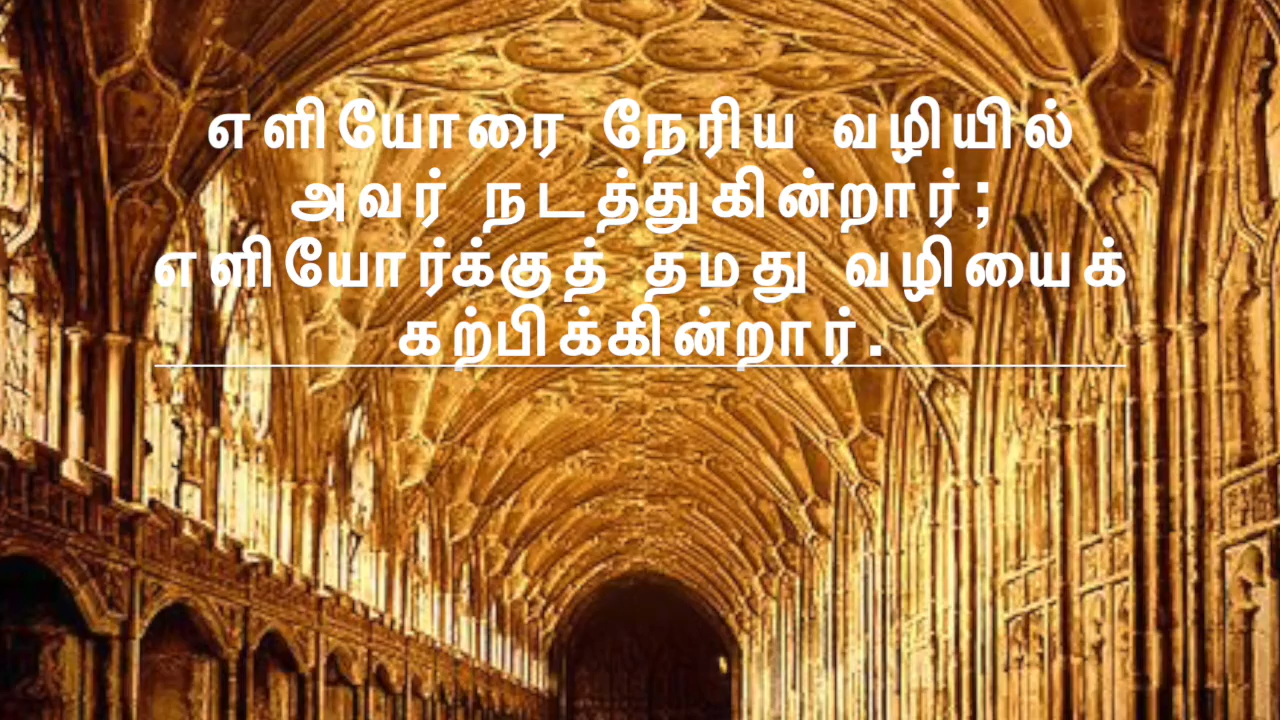 எளியோரை நேரிய வழியில்
அவர் நடத்துகின்றார்;
எளியோர்க்குத் தமது வழியைக்
கற்பிக்கின்றார்.